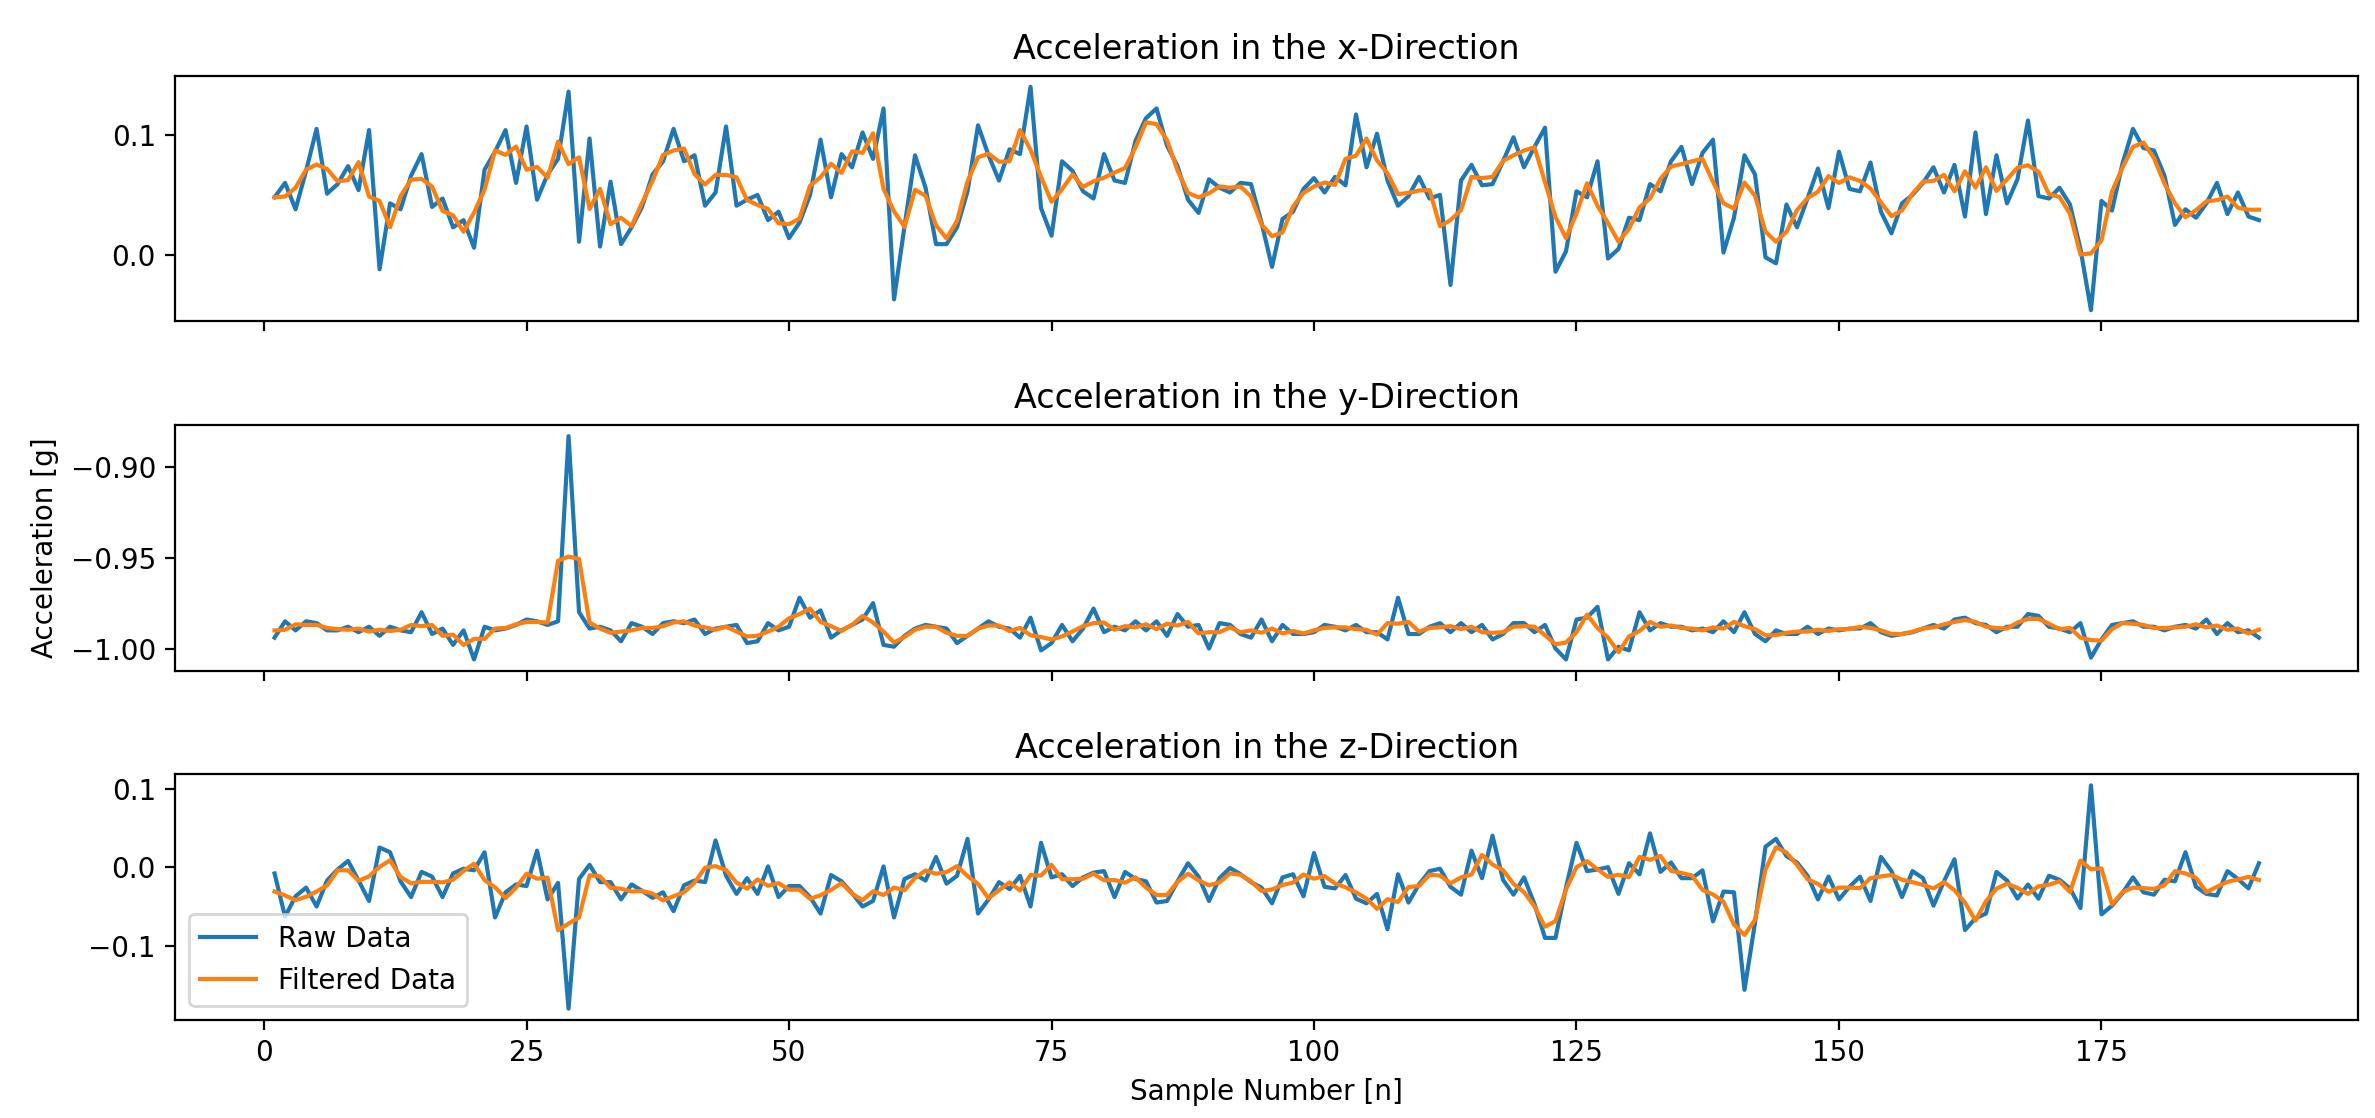 Acceleration in the x-Direction
0.1
0.0
Acceleration in the y-Direction
Acceleration [g]
−0.90
−0.95
−1.00
Acceleration in the z-Direction
0.1
0.0
−0.1
Raw Data
Filtered Data
0 25 50 75 100 125 150 175
Sample Number [n]